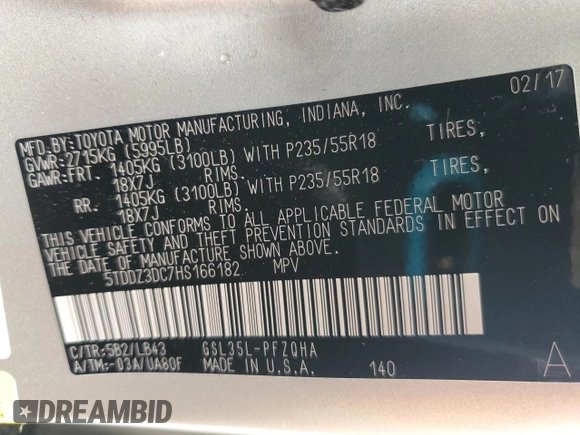 MFD.BY:TOYOTA MOTOR MANUFACTURING, INDIANA, INC. 02/17
GVWR:2715KG (5995LB)
GAWR:FRT. 1405KG (3100LB) WITH P235/55R18 TIRES,
18X7J RIMS.
RR. 1405KG (3100LB) WITH P235/55R18 TIRES,
18X7J RIMS.
THIS VEHICLE CONFORMS TO ALL APPLICABLE FEDERAL MOTOR
VEHICLE SAFETY AND THEFT PREVENTION STANDARDS IN EFFECT ON
THE DATE OF MANUFACTURE SHOWN ABOVE.
5TDDZ3DC7HS166182 MPV
C/TR:5B2/LB43 GSL35L-PFZQHA
A/TM:-03A/UA80F MADE IN U.S.A. 140 A
DREAMBID